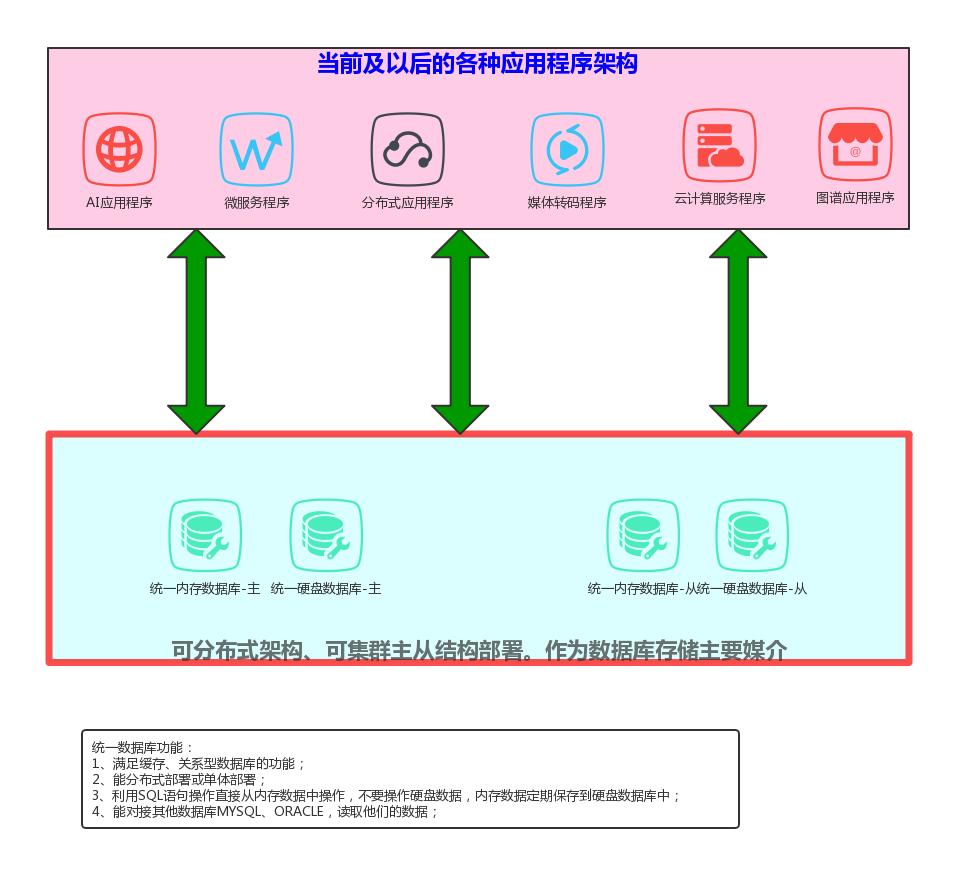 当前及以后的各种应用程序架构
AI应用程序
微服务程序
分布式应用程序
媒体转码程序
云计算服务程序
@
图谱应用程序
统一内存数据库-主
统一硬盘数据库-主
统一内存数据库-从
统一硬盘数据库-从
可分布式架构、可集群主从结构部署。作为数据库存储主要媒介
统一数据库功能：
1、满足缓存、关系型数据库的功能；
2、能分布式部署或单体部署；
3、利用SQL语句操作直接从内存数据中操作，不要操作硬盘数据，内存数据定期保存到硬盘数据库中；
4、能对接其他数据库MYSQL、ORACLE，读取他们的数据；